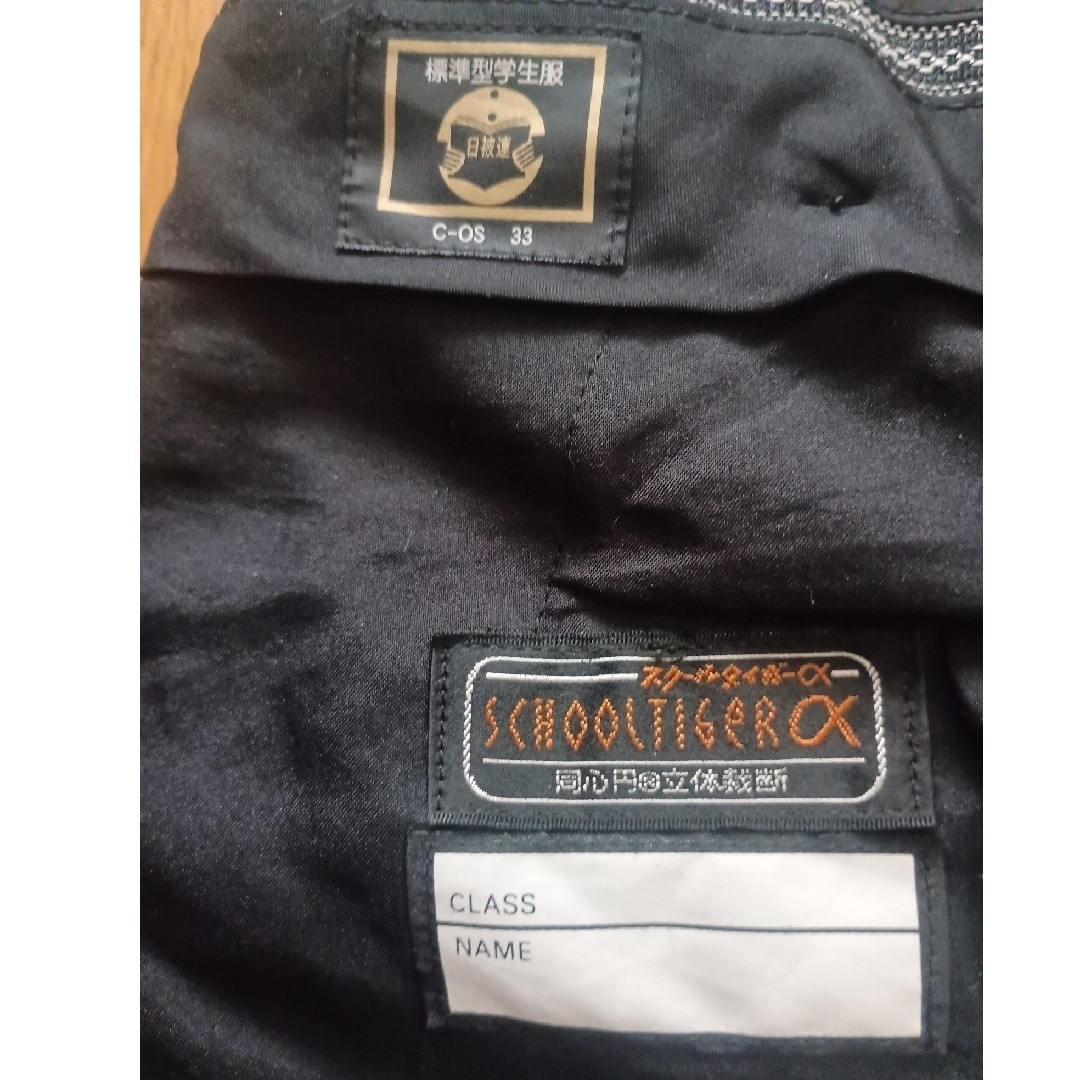 標準型学生服
日被連
C-OS 33
スクールタイガーα
SCHOOLTIGERα
同心円®立体裁断
CLASS
NAME